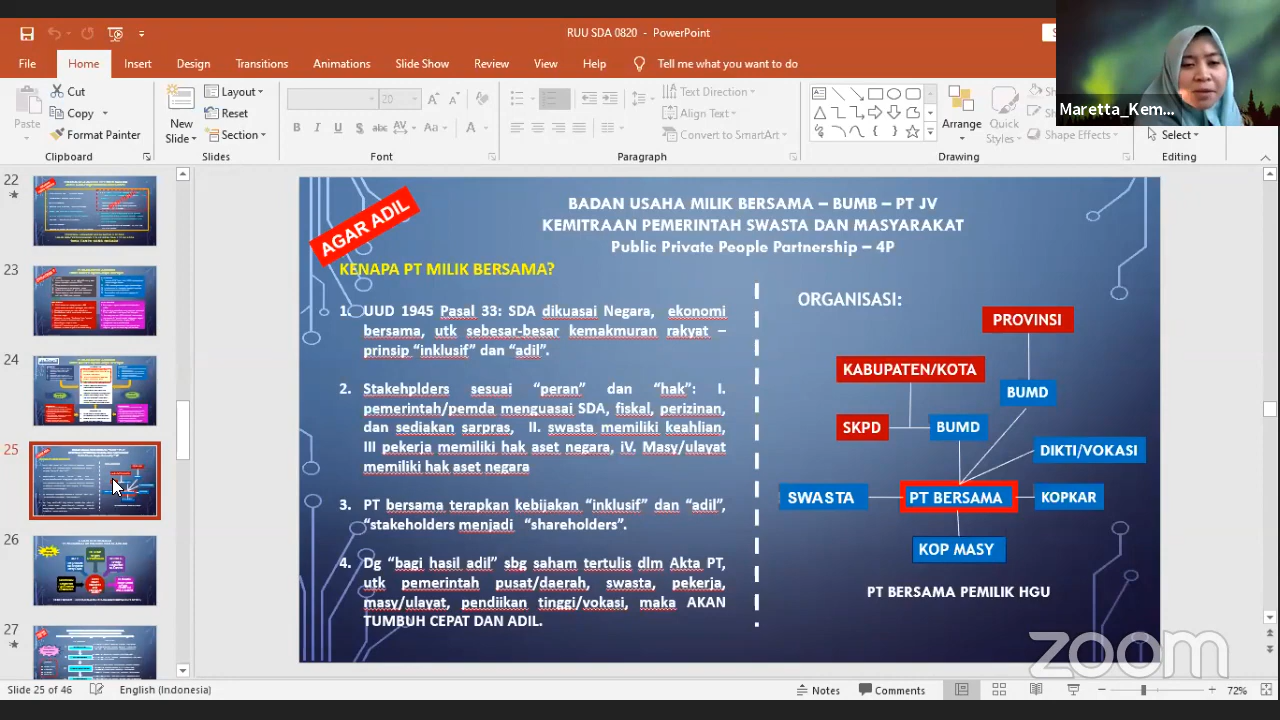 RUU SDA 0820 - PowerPoint
File Home Insert Design Transitions Animations Slide Show Review View Help Tell me what you want to do
Maretta_Kem...
Paste
Cut
Copy
Format Painter
Clipboard
New
Slide
Layout
Reset
Section
Slides
20
B I U S abc AV Aa A
Font
Text Direction
Align Text
Convert to SmartArt
Paragraph
Arrange
Quick
Styles
Shape Effects
Drawing
Select
Editing
22
23
24
25
26
27
AGAR ADIL
BADAN USAHA MILIK BERSAMA – BUMB – PT JV
KEMITRAAN PEMERINTAH SWASTA DAN MASYARAKAT
Public Private People Partnership – 4P
KENAPA PT MILIK BERSAMA?
1. UUD 1945 Pasal 33: SDA dikuasai Negara, ekonomi
bersama, utk sebesar-besar kemakmuran rakyat –
prinsip “inklusif” dan “adil”.
2. Stakehplders sesuai “peran” dan “hak”: I.
pemerintah/pemda menguasai SDA, fiskal, perizinan,
dan sediakan sarpras, II. swasta memiliki keahlian,
III pekerja memiliki hak aset negara, iV. Masy/ulayat
memiliki hak aset negara
3. PT bersama terapkan kebijakan “inklusif” dan “adil”,
“stakeholders menjadi “shareholders”.
4. Dg “bagi hasil adil” sbg saham tertulis dlm Akta PT,
utk pemerintah pusat/daerah, swasta, pekerja,
masy/ulayat, pendiikan tinggi/vokasi, maka AKAN
TUMBUH CEPAT DAN ADIL.
ORGANISASI:
PROVINSI
KABUPATEN/KOTA
BUMD
SKPD
BUMD
DIKTI/VOKASI
SWASTA
PT BERSAMA
KOPKAR
KOP MASY
PT BERSAMA PEMILIK HGU
zoom
Slide 25 of 46 English (Indonesia) Notes Comments 72%